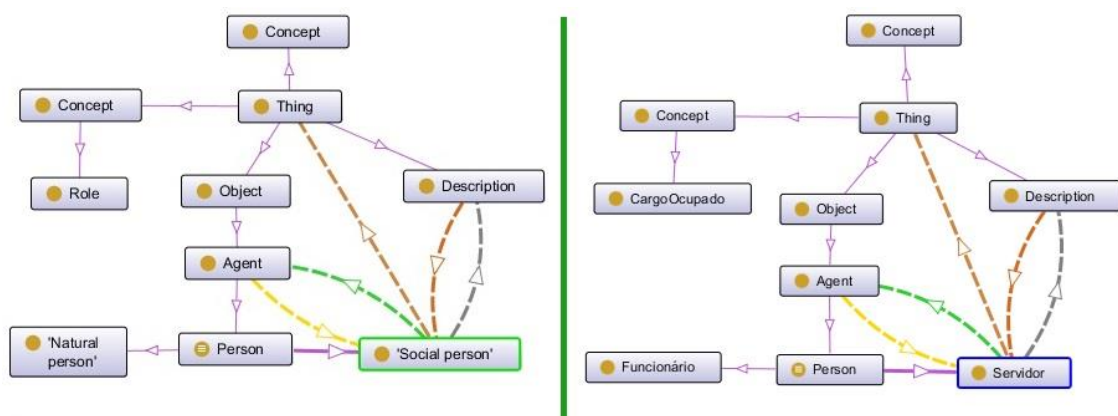 Concept
Concept
Thing
Role
Object
Description
Agent
'Natural
person'
Person
'Social person'
Concept
Concept
Thing
CargoOcupado
Object
Description
Agent
Funcionário
Person
Servidor